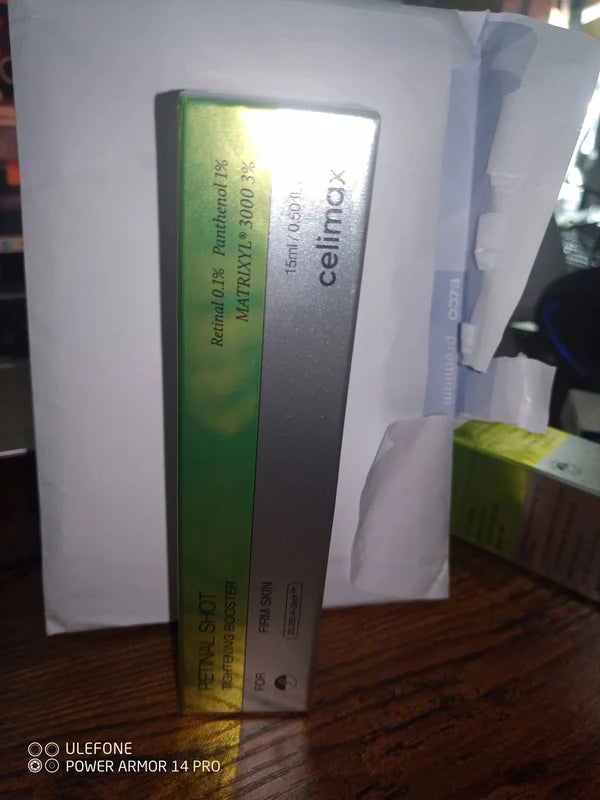 RETINAL SHOT
TIGHTENING BOOSTER
Retinal 0.1% Panthenol 1%
MATRIXYL® 3000 3%
FOR FIRM SKIN
15ml / 0.50 fl.
celimax
ecco premium
ULEFONE
POWER ARMOR 14 PRO